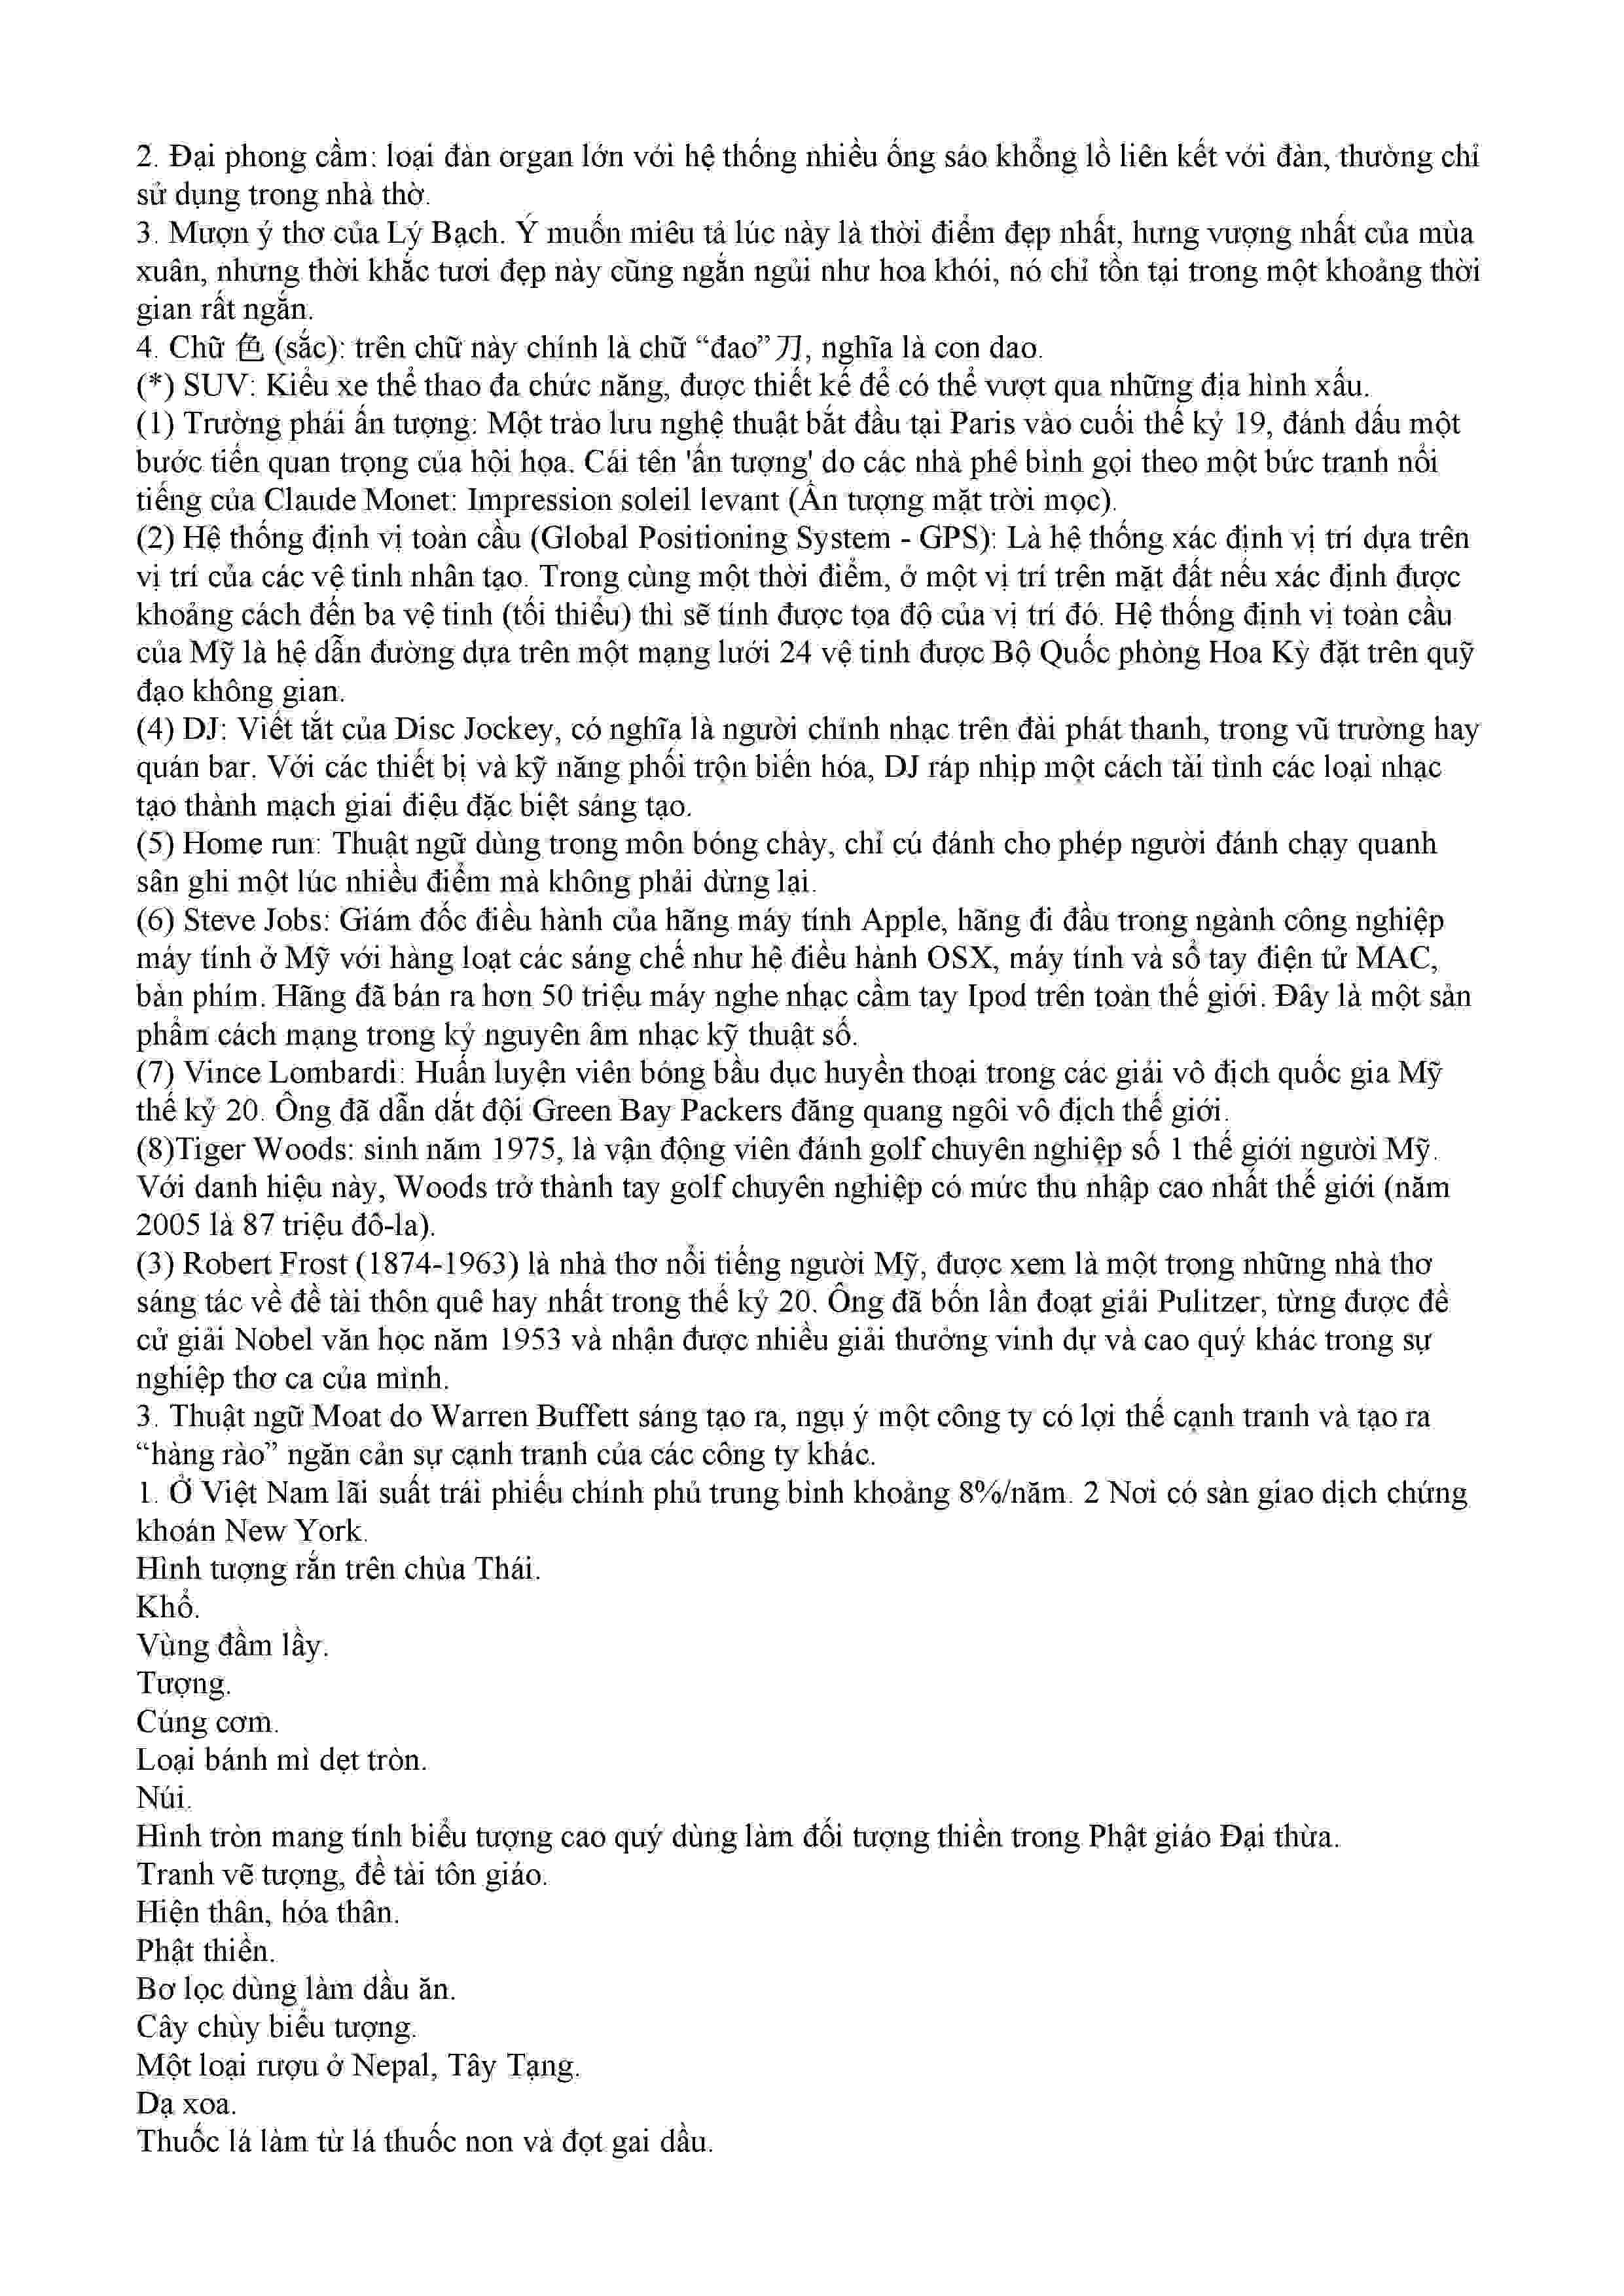 2. Đại phong cầm: loại đàn organ lớn với hệ thống nhiều ống sáo khổng lồ liên kết với đàn, thường chỉ
sử dụng trong nhà thờ.
3. Mượn ý thơ của Lý Bạch. Ý muốn miêu tả lúc này là thời điểm đẹp nhất, hưng vượng nhất của mùa
xuân, nhưng thời khắc tươi đẹp này cũng ngắn ngủi như hoa khói, nó chỉ tồn tại trong một khoảng thời
gian rất ngắn.
4. Chữ 色 (sắc): trên chữ này chính là chữ “đao”刀, nghĩa là con dao.
(*) SUV: Kiểu xe thể thao đa chức năng, được thiết kế để có thể vượt qua những địa hình xấu.
(1) Trường phái ấn tượng: Một trào lưu nghệ thuật bắt đầu tại Paris vào cuối thế kỷ 19, đánh dấu một
bước tiến quan trọng của hội họa. Cái tên 'ấn tượng' do các nhà phê bình gọi theo một bức tranh nổi
tiếng của Claude Monet: Impression soleil levant (Ấn tượng mặt trời mọc).
(2) Hệ thống định vị toàn cầu (Global Positioning System - GPS): Là hệ thống xác định vị trí dựa trên
vị trí của các vệ tinh nhân tạo. Trong cùng một thời điểm, ở một vị trí trên mặt đất nếu xác định được
khoảng cách đến ba vệ tinh (tối thiểu) thì sẽ tính được tọa độ của vị trí đó. Hệ thống định vị toàn cầu
của Mỹ là hệ dẫn đường dựa trên một mạng lưới 24 vệ tinh được Bộ Quốc phòng Hoa Kỳ đặt trên quỹ
đạo không gian.
(4) DJ: Viết tắt của Disc Jockey, có nghĩa là người chỉnh nhạc trên đài phát thanh, trong vũ trường hay
quán bar. Với các thiết bị và kỹ năng phối trộn biến hóa, DJ ráp nhịp một cách tài tình các loại nhạc
tạo thành mạch giai điệu đặc biệt sáng tạo.
(5) Home run: Thuật ngữ dùng trong môn bóng chày, chỉ cú đánh cho phép người đánh chạy quanh
sân ghi một lúc nhiều điểm mà không phải dừng lại.
(6) Steve Jobs: Giám đốc điều hành của hãng máy tính Apple, hãng đi đầu trong ngành công nghiệp
máy tính ở Mỹ với hàng loạt các sáng chế như hệ điều hành OSX, máy tính và sổ tay điện tử MAC,
bàn phím. Hãng đã bán ra hơn 50 triệu máy nghe nhạc cầm tay Ipod trên toàn thế giới. Đây là một sản
phẩm cách mạng trong kỷ nguyên âm nhạc kỹ thuật số.
(7) Vince Lombardi: Huấn luyện viên bóng bầu dục huyền thoại trong các giải vô địch quốc gia Mỹ
thế kỷ 20. Ông đã dẫn dắt đội Green Bay Packers đăng quang ngôi vô địch thế giới.
(8)Tiger Woods: sinh năm 1975, là vận động viên đánh golf chuyên nghiệp số 1 thế giới người Mỹ.
Với danh hiệu này, Woods trở thành tay golf chuyên nghiệp có mức thu nhập cao nhất thế giới (năm
2005 là 87 triệu đô-la).
(3) Robert Frost (1874-1963) là nhà thơ nổi tiếng người Mỹ, được xem là một trong những nhà thơ
sáng tác về đề tài thôn quê hay nhất trong thế kỷ 20. Ông đã bốn lần đoạt giải Pulitzer, từng được đề
cử giải Nobel văn học năm 1953 và nhận được nhiều giải thưởng vinh dự và cao quý khác trong sự
nghiệp thơ ca của mình.
3. Thuật ngữ Moat do Warren Buffett sáng tạo ra, ngụ ý một công ty có lợi thế cạnh tranh và tạo ra
“hàng rào” ngăn cản sự cạnh tranh của các công ty khác.
1. Ở Việt Nam lãi suất trái phiếu chính phủ trung bình khoảng 8%/năm. 2 Nơi có sàn giao dịch chứng
khoán New York.
Hình tượng rắn trên chùa Thái.
Khổ.
Vùng đầm lầy.
Tượng.
Cúng cơm.
Loại bánh mì dẹt tròn.
Núi.
Hình tròn mang tính biểu tượng cao quý dùng làm đối tượng thiền trong Phật giáo Đại thừa.
Tranh vẽ tượng, đề tài tôn giáo.
Hiện thân, hóa thân.
Phật thiền.
Bơ lọc dùng làm dầu ăn.
Cây chùy biểu tượng.
Một loại rượu ở Nepal, Tây Tạng.
Dạ xoa.
Thuốc lá làm từ lá thuốc non và đọt gai dầu.